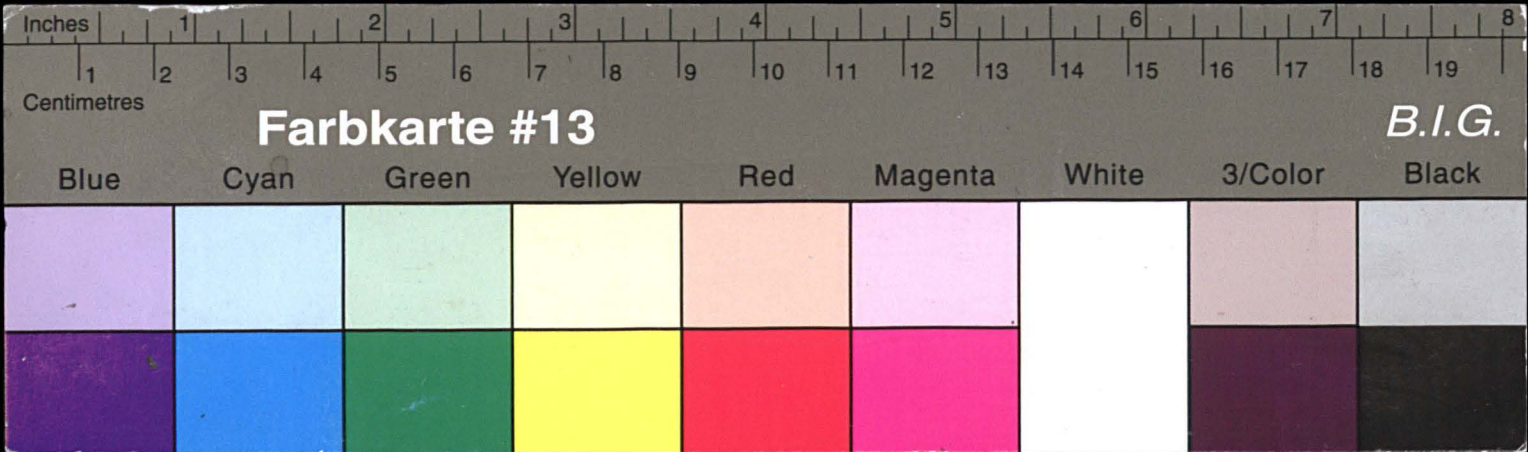 Inches 1 2 3 4 5 6 7 8
1 2 3 4 5 6 7 8 9 10 11 12 13 14 15 16 17 18 19
Centimetres
Farbkarte #13 B.I.G.
Blue Cyan Green Yellow Red Magenta White 3/Color Black